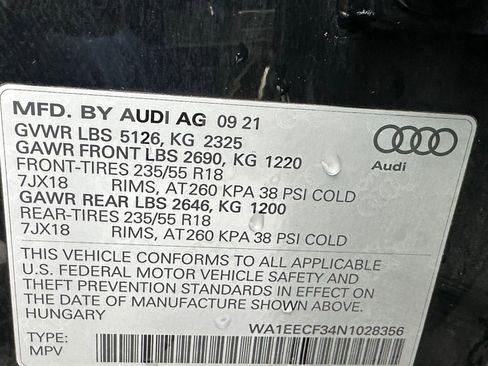 MFD. BY AUDI AG 09 21
GVWR LBS 5126, KG 2325
GAWR FRONT LBS 2690, KG 1220
FRONT-TIRES 235/55 R18
7JX18 RIMS, AT260 KPA 38 PSI COLD
GAWR REAR LBS 2646, KG 1200
REAR-TIRES 235/55 R18
7JX18 RIMS, AT260 KPA 38 PSI COLD
Audi
THIS VEHICLE CONFORMS TO ALL APPLICABLE
U.S. FEDERAL MOTOR VEHICLE SAFETY AND
THEFT PREVENTION STANDARDS IN EFFECT ON
THE DATE OF MANUFACTURE SHOWN ABOVE.
HUNGARY
WA1EECF34N1028356
TYPE:
MPV